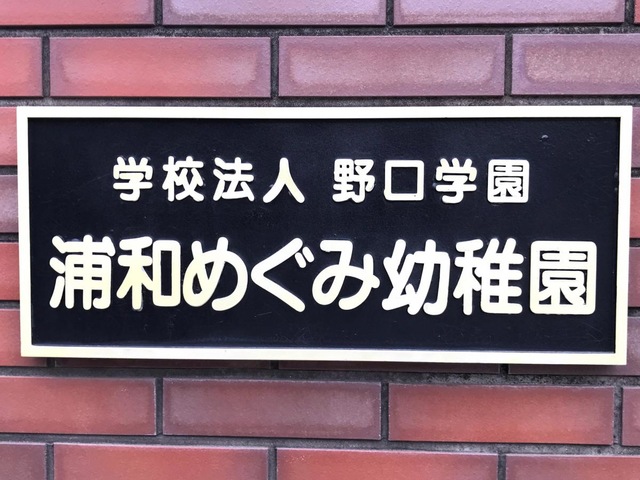 学校法人 野口学園
浦和めぐみ幼稚園